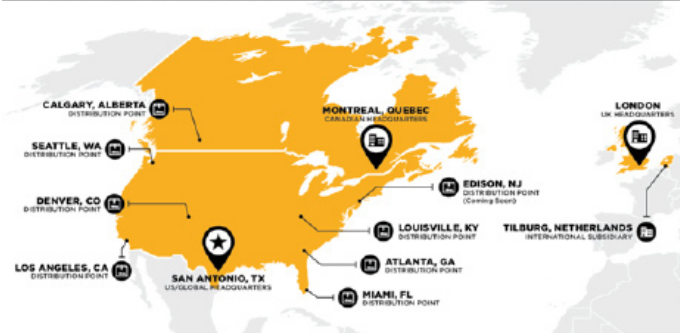 CALGARY, ALBERTA
DISTRIBUTION POINT
MONTREAL, QUEBEC
CANADIAN HEADQUARTERS
LONDON
UK HEADQUARTERS
SEATTLE, WA
DISTRIBUTION POINT
EDISON, NJ
DISTRIBUTION POINT
(Coming Soon)
DENVER, CO
DISTRIBUTION POINT
LOUISVILLE, KY
DISTRIBUTION POINT
TILBURG, NETHERLANDS
INTERNATIONAL SUBSIDIARY
LOS ANGELES, CA
DISTRIBUTION POINT
SAN ANTONIO, TX
US/GLOBAL HEADQUARTERS
ATLANTA, GA
DISTRIBUTION POINT
MIAMI, FL
DISTRIBUTION POINT